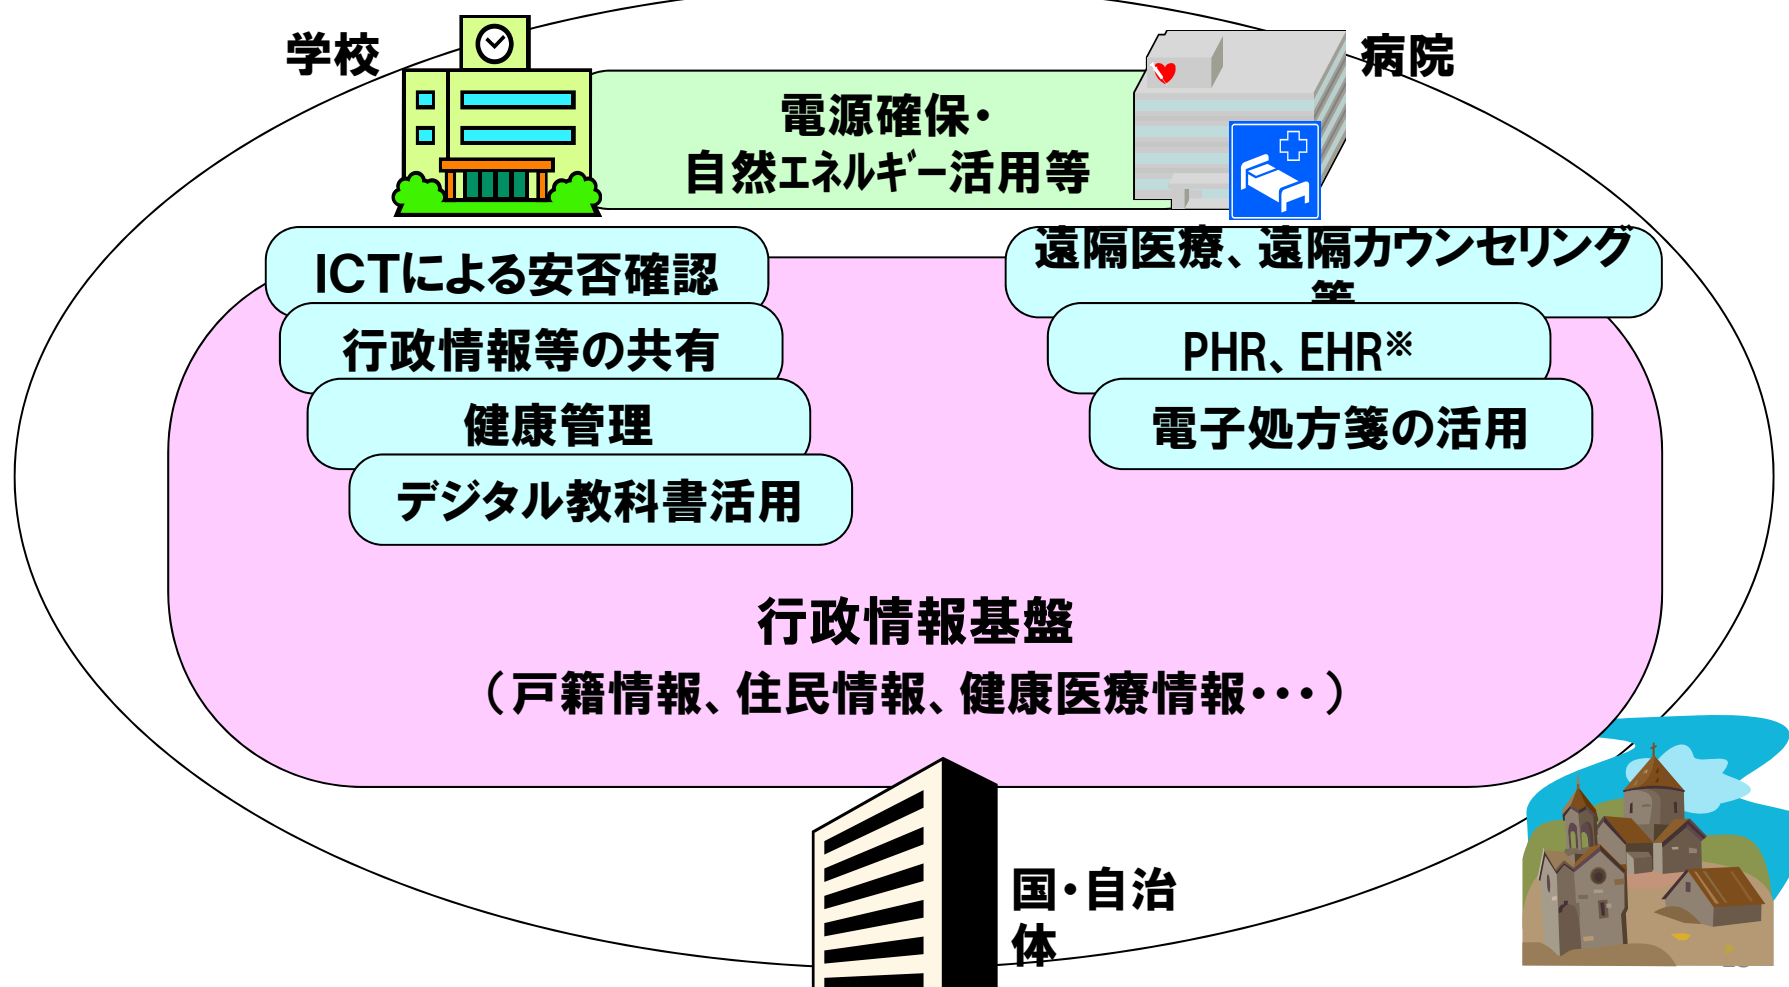 学校
病院
電源確保・
自然エネルギー活用等
ICTによる安否確認
行政情報等の共有
健康管理
デジタル教科書活用
遠隔医療、遠隔カウンセリング
等
PHR、EHR※
電子処方箋の活用
行政情報基盤
（戸籍情報、住民情報、健康医療情報・・・）
国・自治
体